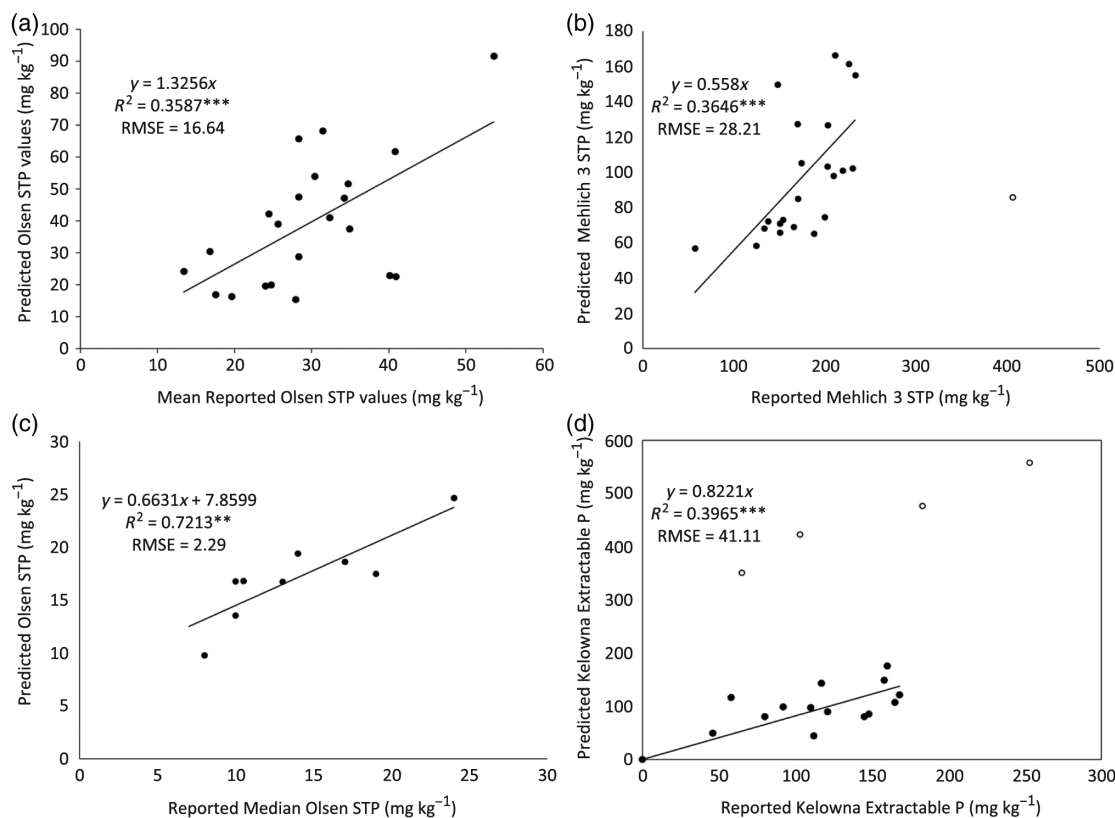 (a)
100
90
80
70
60
50
40
30
20
10
0
Predicted Olsen STP values (mg kg⁻¹)
y = 1.3256x
R² = 0.3587***
RMSE = 16.64
0 10 20 30 40 50 60
Mean Reported Olsen STP values (mg kg⁻¹)
(b)
180
160
140
120
100
80
60
40
20
0
Predicted Mehlich 3 STP (mg kg⁻¹)
y = 0.558x
R² = 0.3646***
RMSE = 28.21
0 100 200 300 400 500
Reported Mehlich 3 STP (mg kg⁻¹)
(c)
30
25
20
15
10
5
0
Predicted Olsen STP (mg kg⁻¹)
y = 0.6631x + 7.8599
R² = 0.7213**
RMSE = 2.29
0 5 10 15 20 25 30
Reported Median Olsen STP (mg kg⁻¹)
(d)
600
500
400
300
200
100
0
Predicted Kelowna Extractable P (mg kg⁻¹)
y = 0.8221x
R² = 0.3965***
RMSE = 41.11
0 50 100 150 200 250 300
Reported Kelowna Extractable P (mg kg⁻¹)